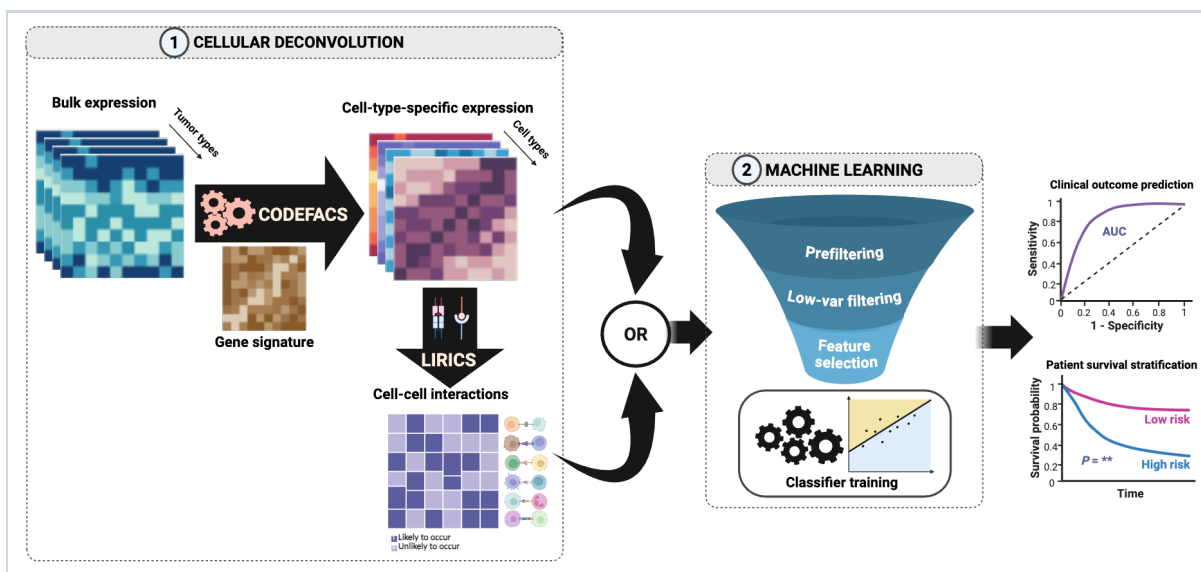 1 CELLULAR DECONVOLUTION
Bulk expression
Tumor types
CODEFACS
Gene signature
Cell-type-specific expression
Cell types
LIRICS
Cell-cell interactions
Likely to occur
Unlikely to occur
OR
2 MACHINE LEARNING
Prefiltering
Low-var filtering
Feature
selection
Classifier training
Clinical outcome prediction
Sensitivity
1
0.8
0.6
0.4
0.2
0
AUC
0 0.2 0.4 0.6 0.8 1
1 - Specificity
Patient survival stratification
Survival probability
1
0.8
0.6
0.4
0.2
0
Low risk
P = **
High risk
Time